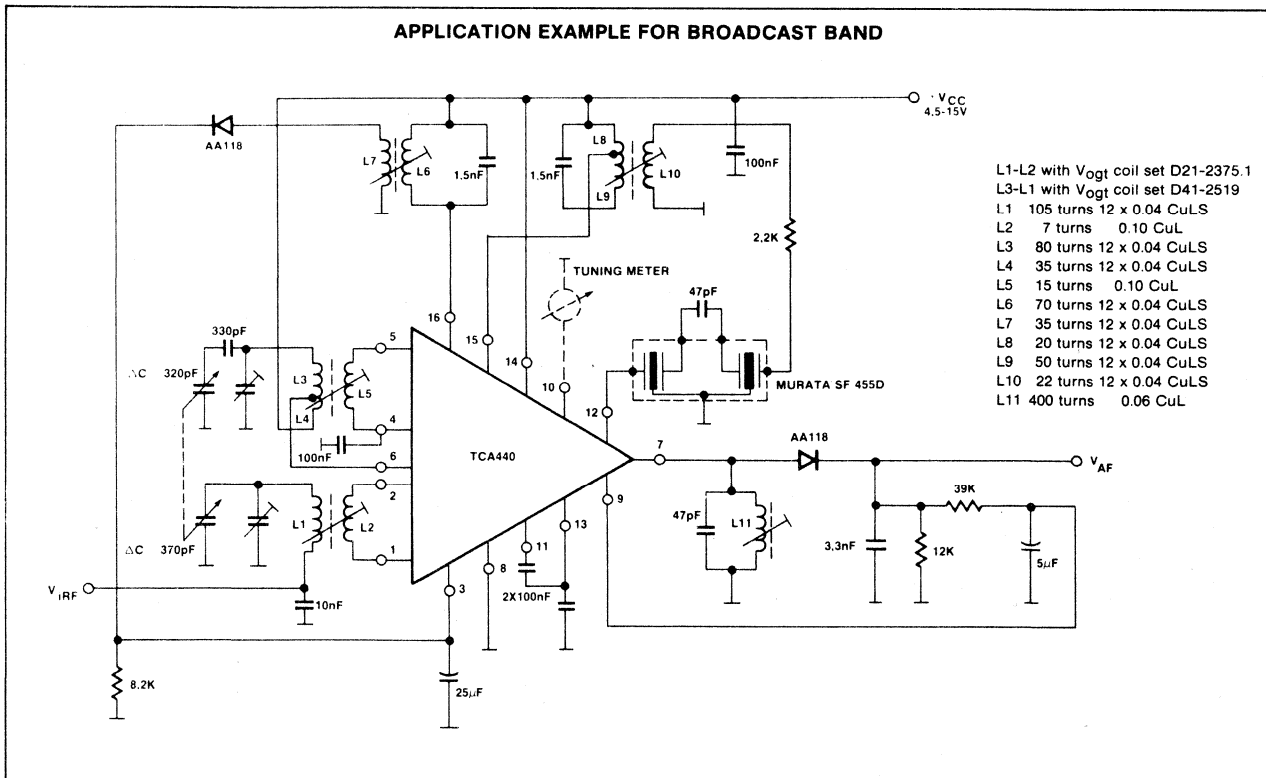 APPLICATION EXAMPLE FOR BROADCAST BAND
VCC
4.5-15V
AA118
L7
L6
1.5nF
1.5nF
L8
L9
L10
100nF
2,2K
TUNING METER
47pF
MURATA SF 455D
16
15
14
10
12
330pF
ΔC
320pF
L3
L4
L5
5
4
100nF
6
2
TCA440
7
AA118
VAF
9
39K
ΔC
370pF
L1
L2
1
13
11
8
3
2X100nF
47pF
L11
3,3nF
12K
5μF
VIRF
10nF
8.2K
25μF
L1-L2 with Vogt coil set D21-2375.1
L3-L1 with Vogt coil set D41-2519
L1 105 turns 12 x 0.04 CuLS
L2 7 turns 0.10 CuL
L3 80 turns 12 x 0.04 CuLS
L4 35 turns 12 x 0.04 CuLS
L5 15 turns 0.10 CuL
L6 70 turns 12 x 0.04 CuLS
L7 35 turns 12 x 0.04 CuLS
L8 20 turns 12 x 0.04 CuLS
L9 50 turns 12 x 0.04 CuLS
L10 22 turns 12 x 0.04 CuLS
L11 400 turns 0.06 CuL